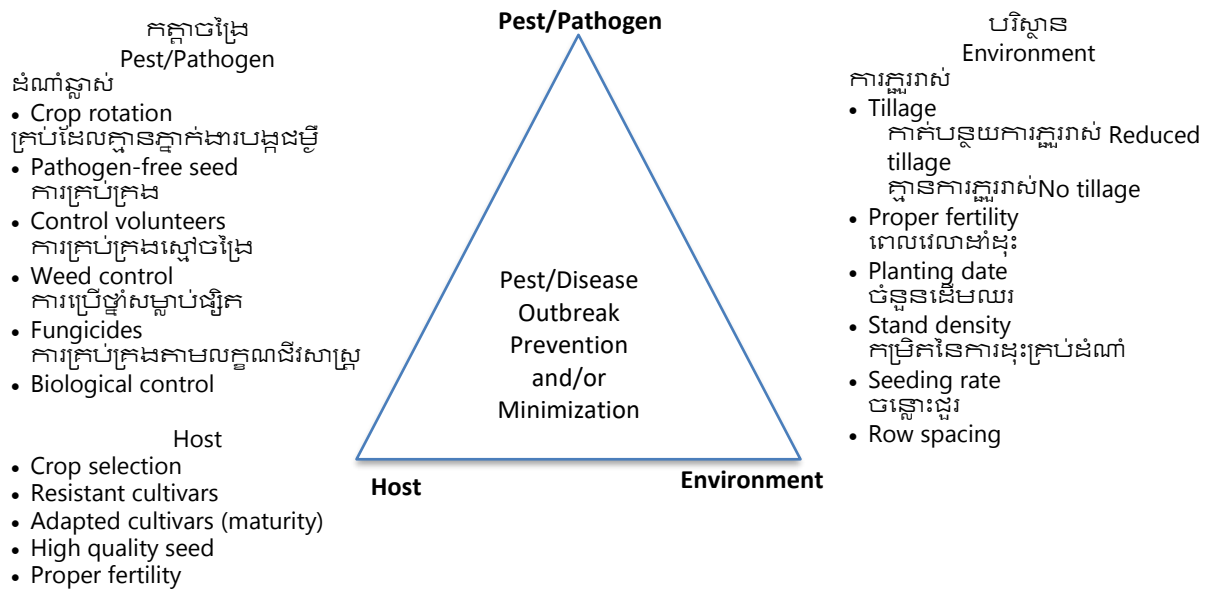 កត្តាចង្រៃ
Pest/Pathogen
ដំណាំឆ្លាស់
• Crop rotation
គ្រប់ដែលគ្មានភ្នាក់ងារបង្កជម្ងឺ
• Pathogen-free seed
ការគ្រប់គ្រង
• Control volunteers
ការគ្រប់គ្រងស្មៅចង្រៃ
• Weed control
ការប្រើថ្នាំសម្លាប់ផ្សិត
• Fungicides
ការគ្រប់គ្រងតាមលក្ខណជីវសាស្ត្រ
• Biological control
Host
• Crop selection
• Resistant cultivars
• Adapted cultivars (maturity)
• High quality seed
• Proper fertility
Pest/Pathogen
Pest/Disease
Outbreak
Prevention
and/or
Minimization
Host
Environment
បរិស្ថាន
Environment
ការភ្ជួររាស់
• Tillage
កាត់បន្ថយការភ្ជួររាស់ Reduced
tillage
គ្មានការភ្ជួររាស់No tillage
• Proper fertility
ពេលវេលាដាំដុះ
• Planting date
ចំនួនដើមឈរ
• Stand density
កម្រិតនៃការដុះគ្រប់ដំណាំ
• Seeding rate
ចន្លោះជួរ
• Row spacing